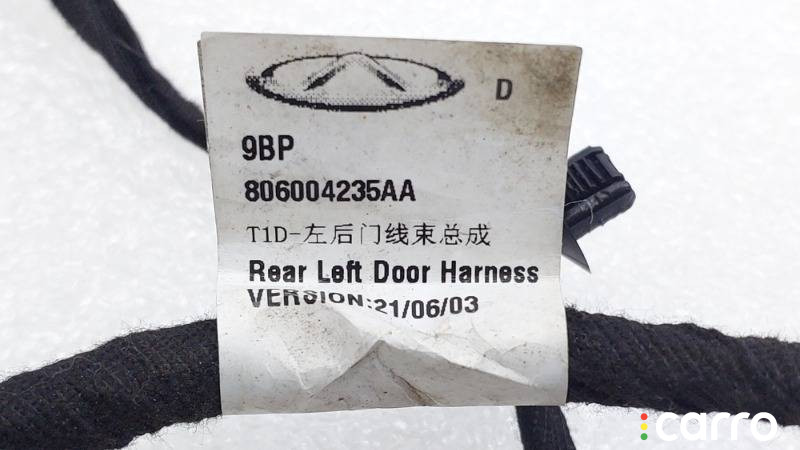 D
9BP
806004235AA
T1D-左后门线束总成
Rear Left Door Harness
VERSION:21/06/03
carro